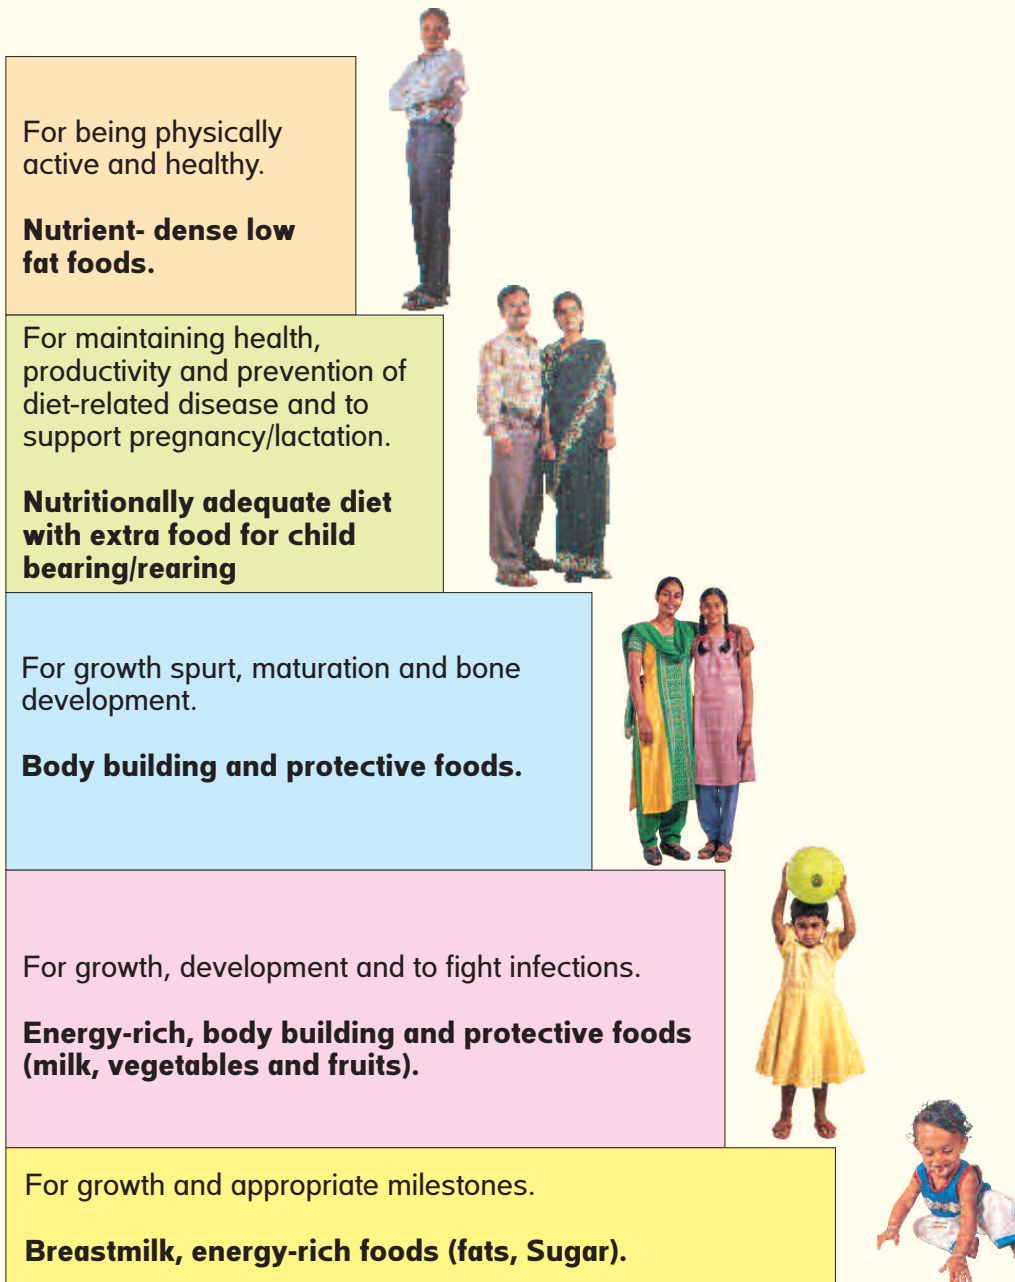 For being physically
active and healthy.
Nutrient- dense low
fat foods.
For maintaining health,
productivity and prevention of
diet-related disease and to
support pregnancy/lactation.
Nutritionally adequate diet
with extra food for child
bearing/rearing
For growth spurt, maturation and bone
development.
Body building and protective foods.
For growth, development and to fight infections.
Energy-rich, body building and protective foods
(milk, vegetables and fruits).
For growth and appropriate milestones.
Breastmilk, energy-rich foods (fats, Sugar).